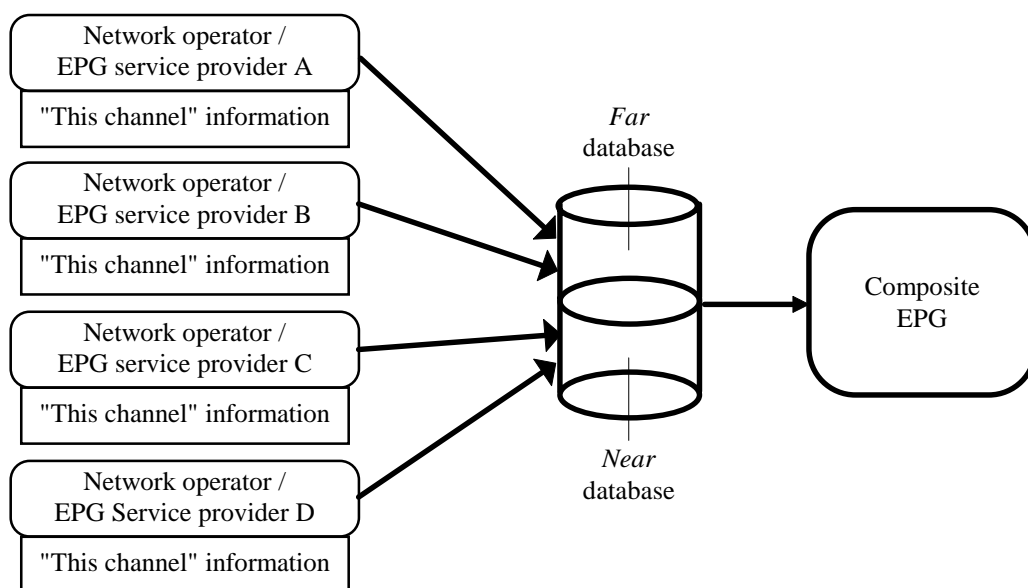 Network operator /
EPG service provider A
"This channel" information
Network operator /
EPG service provider B
"This channel" information
Network operator /
EPG service provider C
"This channel" information
Network operator /
EPG Service provider D
"This channel" information
Far
database
Near
database
Composite
EPG